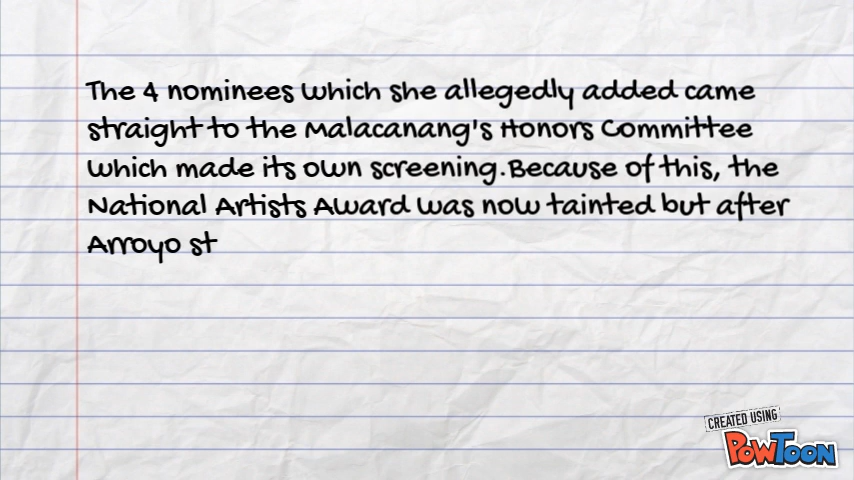 The 4 nominees which she allegedly added came
straight to the Malacanang's Honors Committee
which made its own screening.Because of this, the
National Artists Award was now tainted but after
Arroyo st
CREATED USING
POWTOON